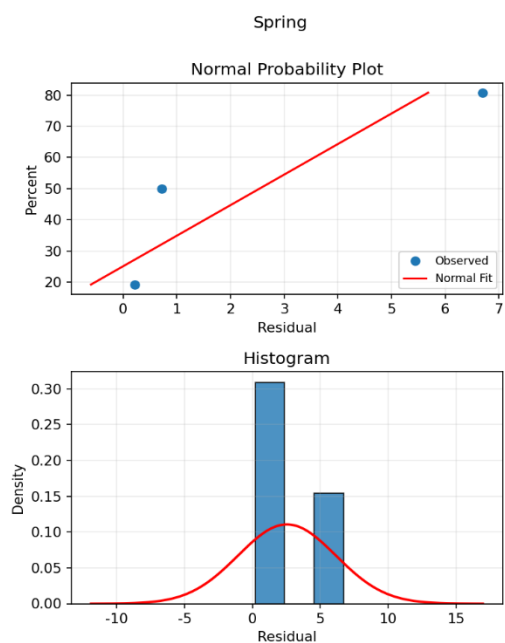 Spring
Normal Probability Plot
80
70
60
50
40
30
20
Percent
Observed
Normal Fit
0 1 2 3 4 5 6 7
Residual
Histogram
0.30
0.25
0.20
0.15
0.10
0.05
0.00
Density
-10 -5 0 5 10 15
Residual